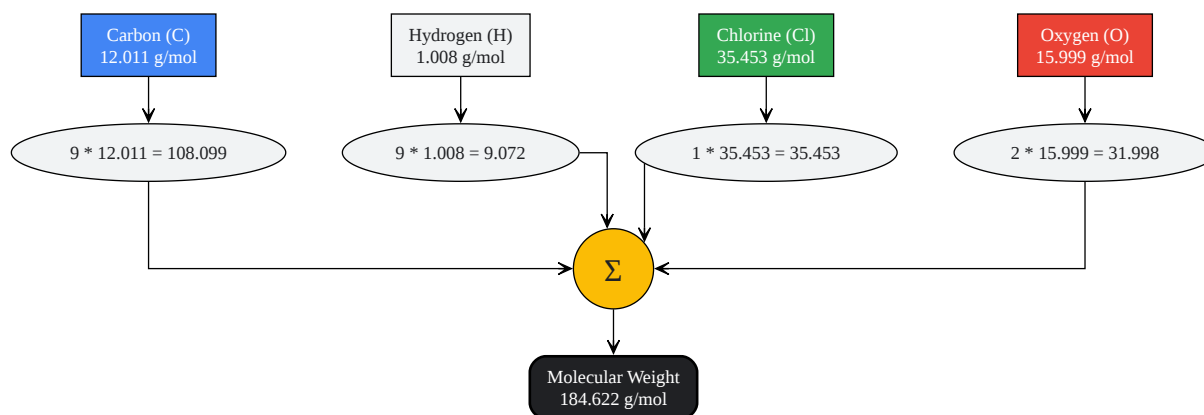 Carbon (C)
12.011 g/mol
Hydrogen (H)
1.008 g/mol
Chlorine (Cl)
35.453 g/mol
Oxygen (O)
15.999 g/mol
9 * 12.011 = 108.099
9 * 1.008 = 9.072
1 * 35.453 = 35.453
2 * 15.999 = 31.998
Σ
Molecular Weight
184.622 g/mol